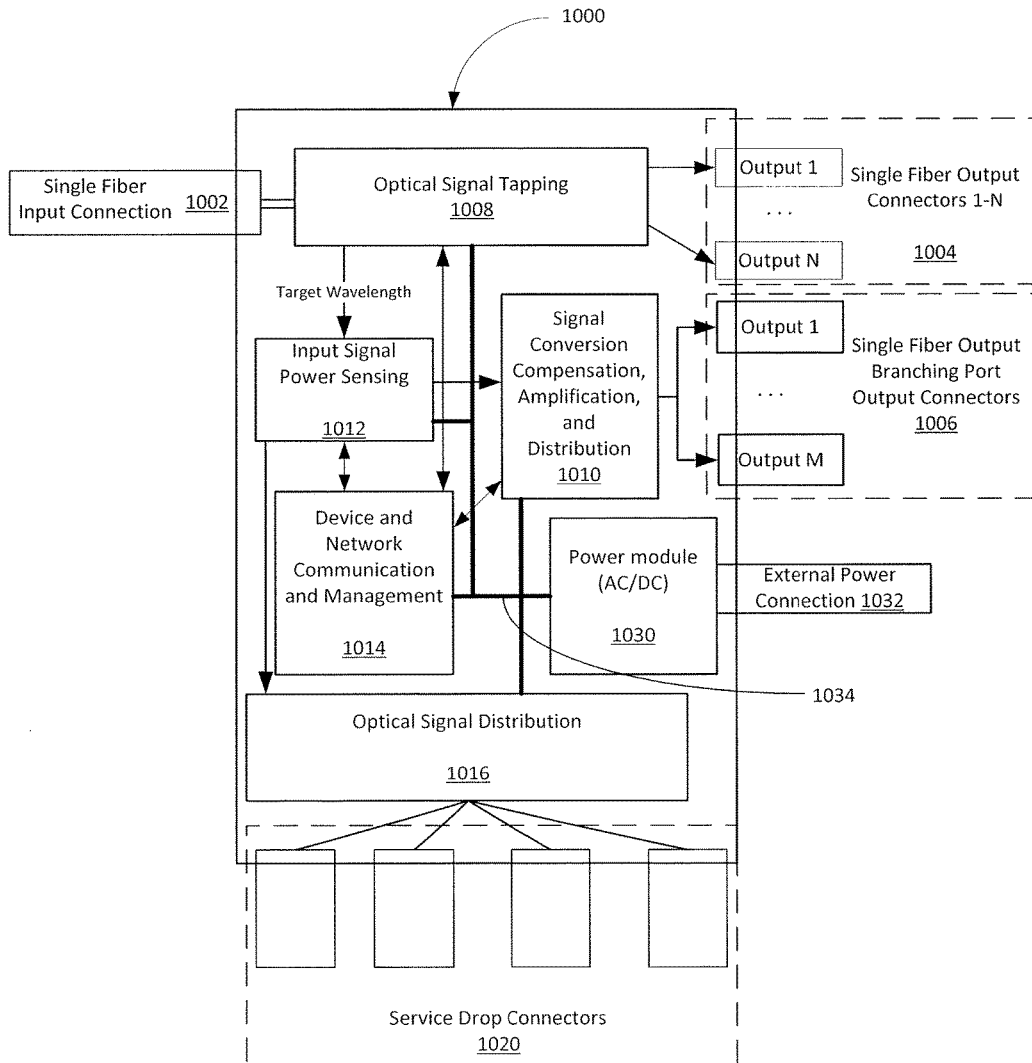 1000
Single Fiber
Input Connection 1002
Optical Signal Tapping
1008
Output 1
. . .
Output N
Single Fiber Output
Connectors 1-N
1004
Target Wavelength
Input Signal
Power Sensing
1012
Signal
Conversion
Compensation,
Amplification,
and
Distribution
1010
Output 1
. . .
Output M
Single Fiber Output
Branching Port
Output Connectors
1006
Device and
Network
Communication
and Management
1014
Power module
(AC/DC)
1030
External Power
Connection 1032
1034
Optical Signal Distribution
1016
Service Drop Connectors
1020